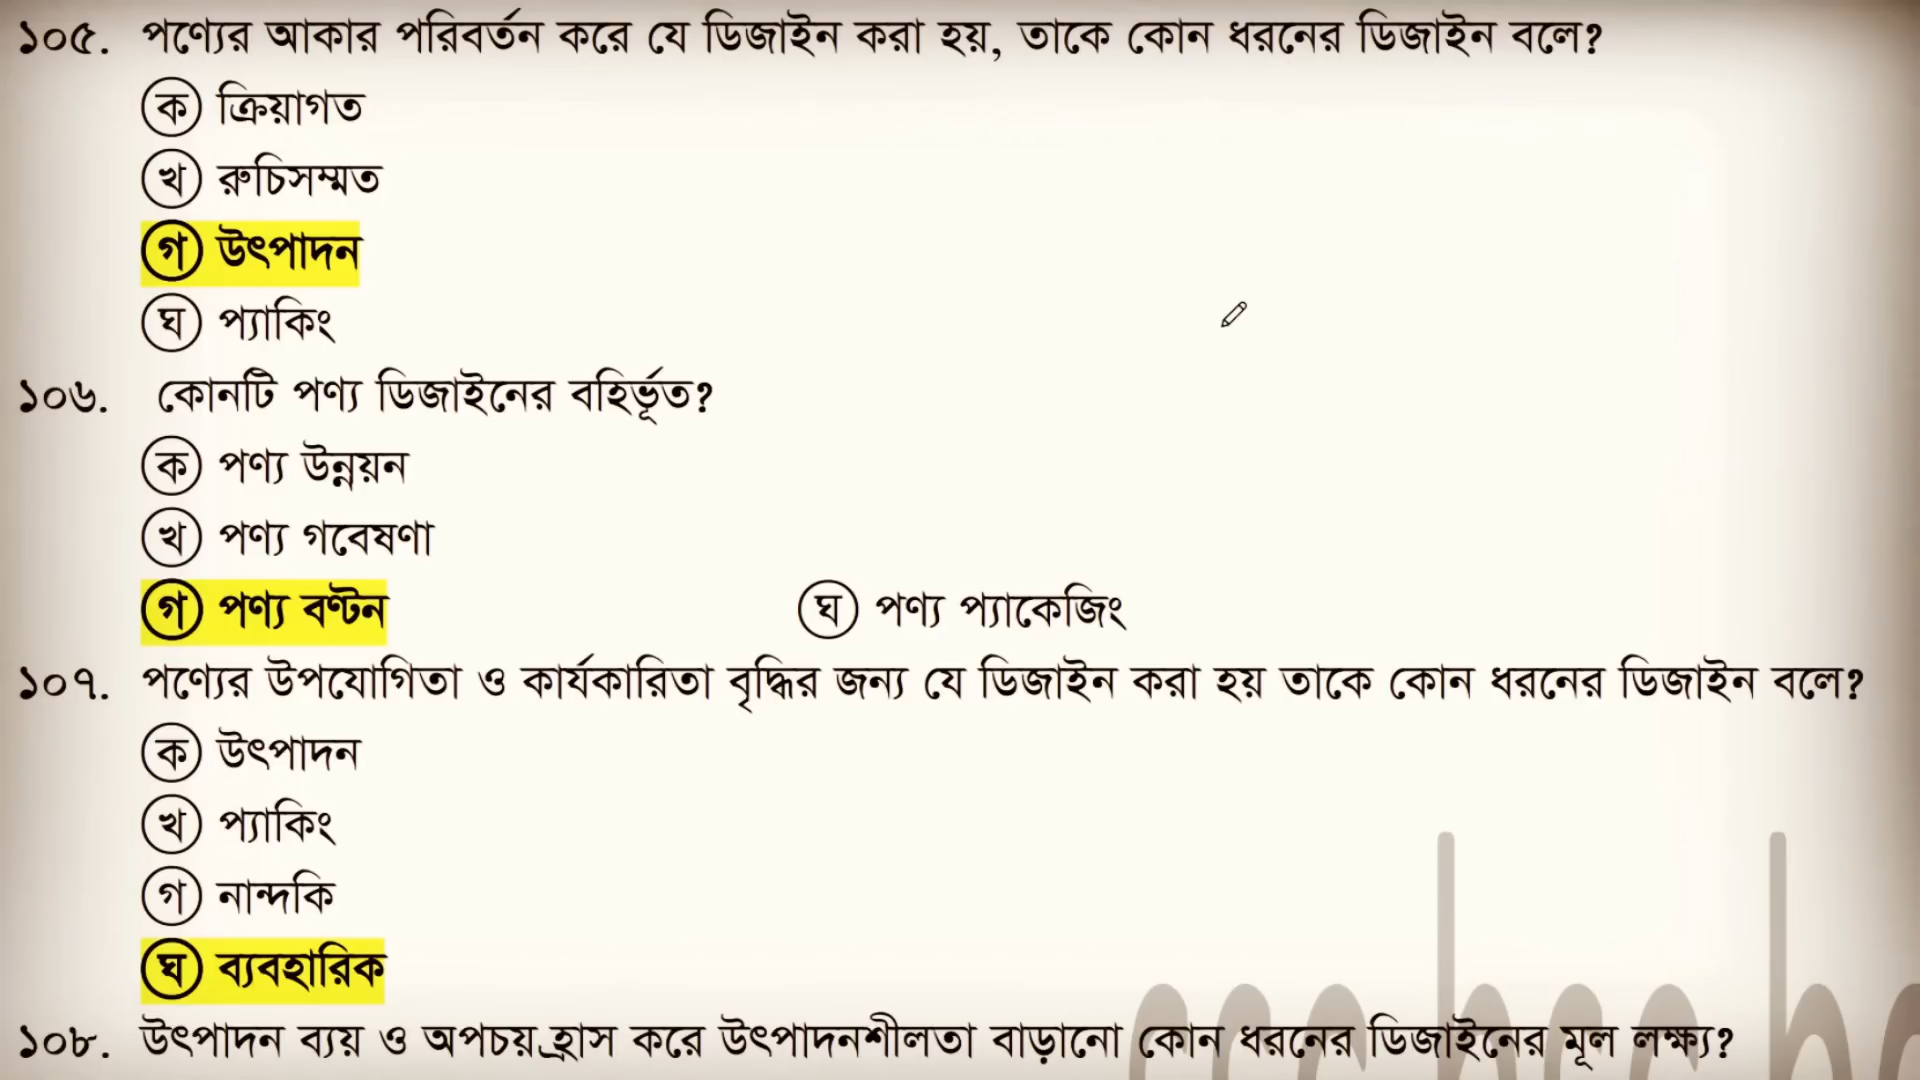 ১০৫. পণ্যের আকার পরিবর্তন করে যে ডিজাইন করা হয়, তাকে কোন ধরনের ডিজাইন বলে?
ক ক্রিয়াগত
খ রুচিসম্মত
গ উৎপাদন
ঘ প্যাকিং
১০৬. কোনটি পণ্য ডিজাইনের বহির্ভূত?
ক পণ্য উন্নয়ন
খ পণ্য গবেষণা
গ পণ্য বণ্টন ঘ পণ্য প্যাকেজিং
১০৭. পণ্যের উপযোগিতা ও কার্যকারিতা বৃদ্ধির জন্য যে ডিজাইন করা হয় তাকে কোন ধরনের ডিজাইন বলে?
ক উৎপাদন
খ প্যাকিং
গ নান্দকি
ঘ ব্যবহারিক
১০৮. উৎপাদন ব্যয় ও অপচয় হ্রাস করে উৎপাদনশীলতা বাড়ানো কোন ধরনের ডিজাইনের মূল লক্ষ্য?